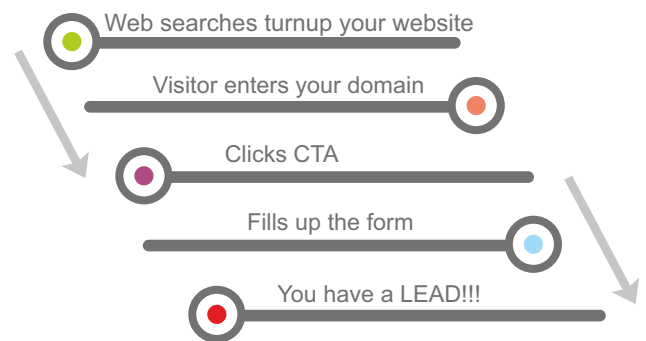 Web searches turnup your website
Visitor enters your domain
Clicks CTA
Fills up the form
You have a LEAD!!!